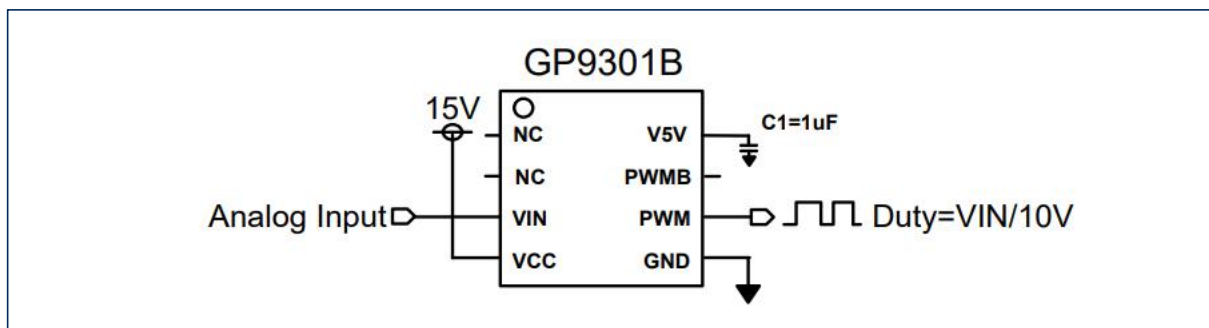 GP9301B
15V
C1=1uF
NC V5V
NC PWMB
Analog Input VIN PWM Duty=VIN/10V
VCC GND